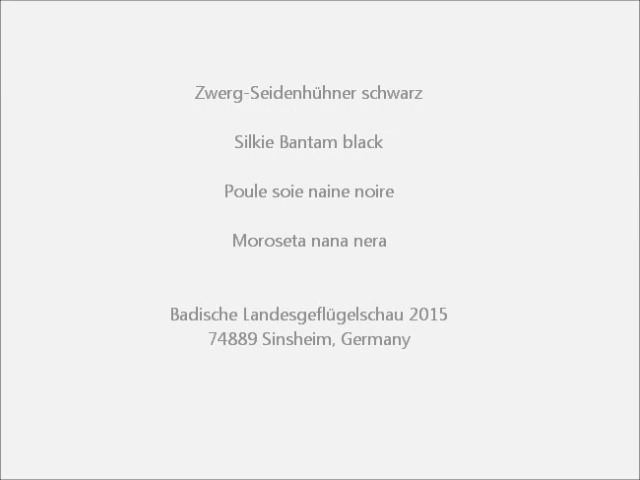 Zwerg-Seidenhühner schwarz
Silkie Bantam black
Poule soie naine noire
Moroseta nana nera
Badische Landesgeflügelschau 2015
74889 Sinsheim, Germany